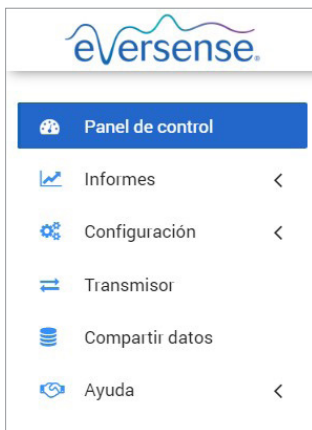 eversense.
Panel de control
Informes
Configuración
Transmisor
Compartir datos
Ayuda